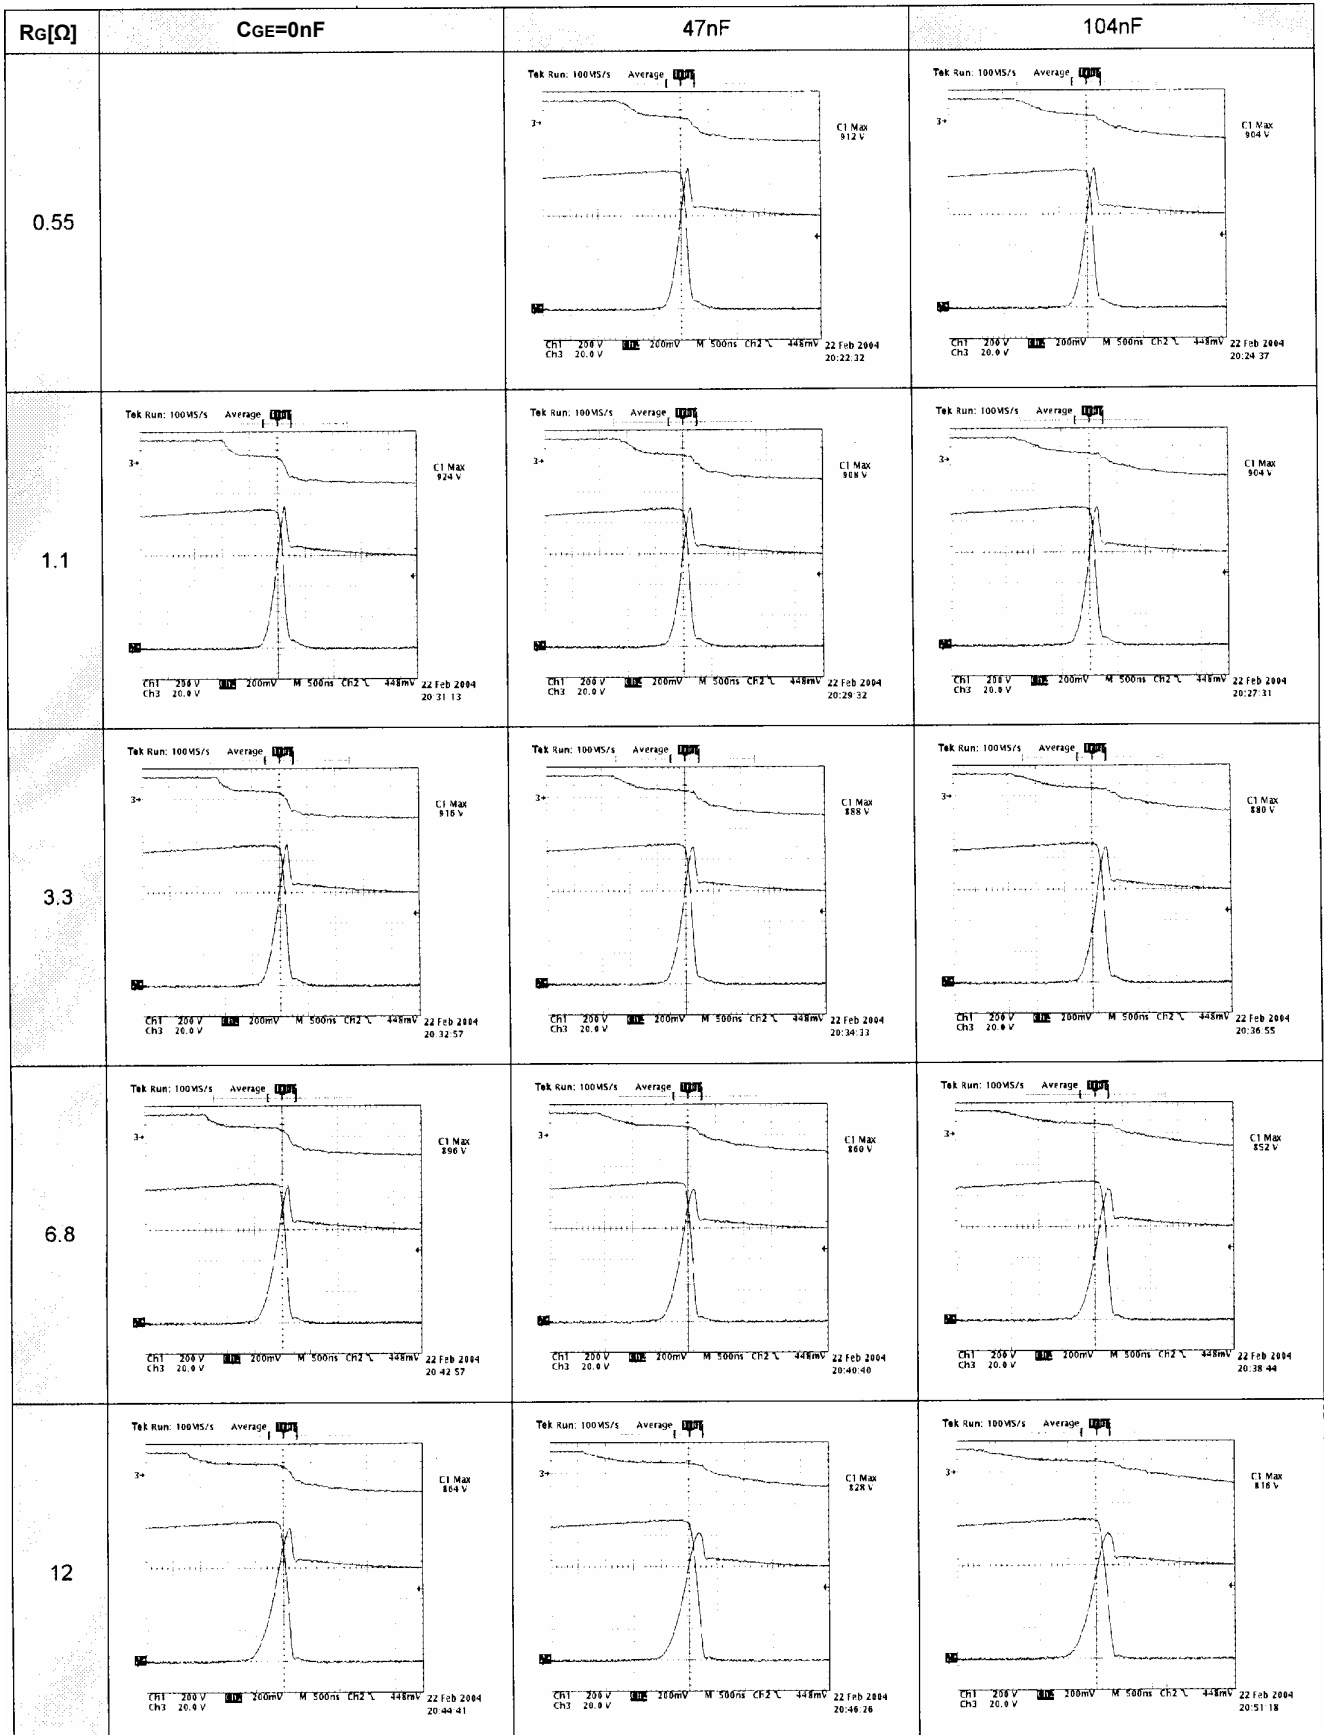 RG[Ω] CGE=0nF 47nF 104nF
0.55
Tek Run: 100MS/s Average
3→
C1 Max
912 V
Ch1 200 V 200mV M 500ns Ch2 448mV
Ch3 20.0 V
22 Feb 2004
20:22:32
Tek Run: 100MS/s Average
3→
C1 Max
904 V
Ch1 200 V 200mV M 500ns Ch2 448mV
Ch3 20.0 V
22 Feb 2004
20:24:37
1.1
Tek Run: 100MS/s Average
3→
C1 Max
924 V
Ch1 200 V 200mV M 500ns Ch2 448mV
Ch3 20.0 V
22 Feb 2004
20:31:13
Tek Run: 100MS/s Average
3→
C1 Max
908 V
Ch1 200 V 200mV M 500ns Ch2 448mV
Ch3 20.0 V
22 Feb 2004
20:29:32
Tek Run: 100MS/s Average
3→
C1 Max
904 V
Ch1 200 V 200mV M 500ns Ch2 448mV
Ch3 20.0 V
22 Feb 2004
20:27:31
3.3
Tek Run: 100MS/s Average
3→
C1 Max
916 V
Ch1 200 V 200mV M 500ns Ch2 448mV
Ch3 20.0 V
22 Feb 2004
20:32:57
Tek Run: 100MS/s Average
3→
C1 Max
888 V
Ch1 200 V 200mV M 500ns Ch2 448mV
Ch3 20.0 V
22 Feb 2004
20:34:33
Tek Run: 100MS/s Average
3→
C1 Max
880 V
Ch1 200 V 200mV M 500ns Ch2 448mV
Ch3 20.0 V
22 Feb 2004
20:36:55
6.8
Tek Run: 100MS/s Average
3→
C1 Max
896 V
Ch1 200 V 200mV M 500ns Ch2 448mV
Ch3 20.0 V
22 Feb 2004
20:42:57
Tek Run: 100MS/s Average
3→
C1 Max
860 V
Ch1 200 V 200mV M 500ns Ch2 448mV
Ch3 20.0 V
22 Feb 2004
20:40:40
Tek Run: 100MS/s Average
3→
C1 Max
852 V
Ch1 200 V 200mV M 500ns Ch2 448mV
Ch3 20.0 V
22 Feb 2004
20:38:44
12
Tek Run: 100MS/s Average
3→
C1 Max
864 V
Ch1 200 V 200mV M 500ns Ch2 448mV
Ch3 20.0 V
22 Feb 2004
20:44:41
Tek Run: 100MS/s Average
3→
C1 Max
828 V
Ch1 200 V 200mV M 500ns Ch2 448mV
Ch3 20.0 V
22 Feb 2004
20:46:26
Tek Run: 100MS/s Average
3→
C1 Max
816 V
Ch1 200 V 200mV M 500ns Ch2 448mV
Ch3 20.0 V
22 Feb 2004
20:51:18